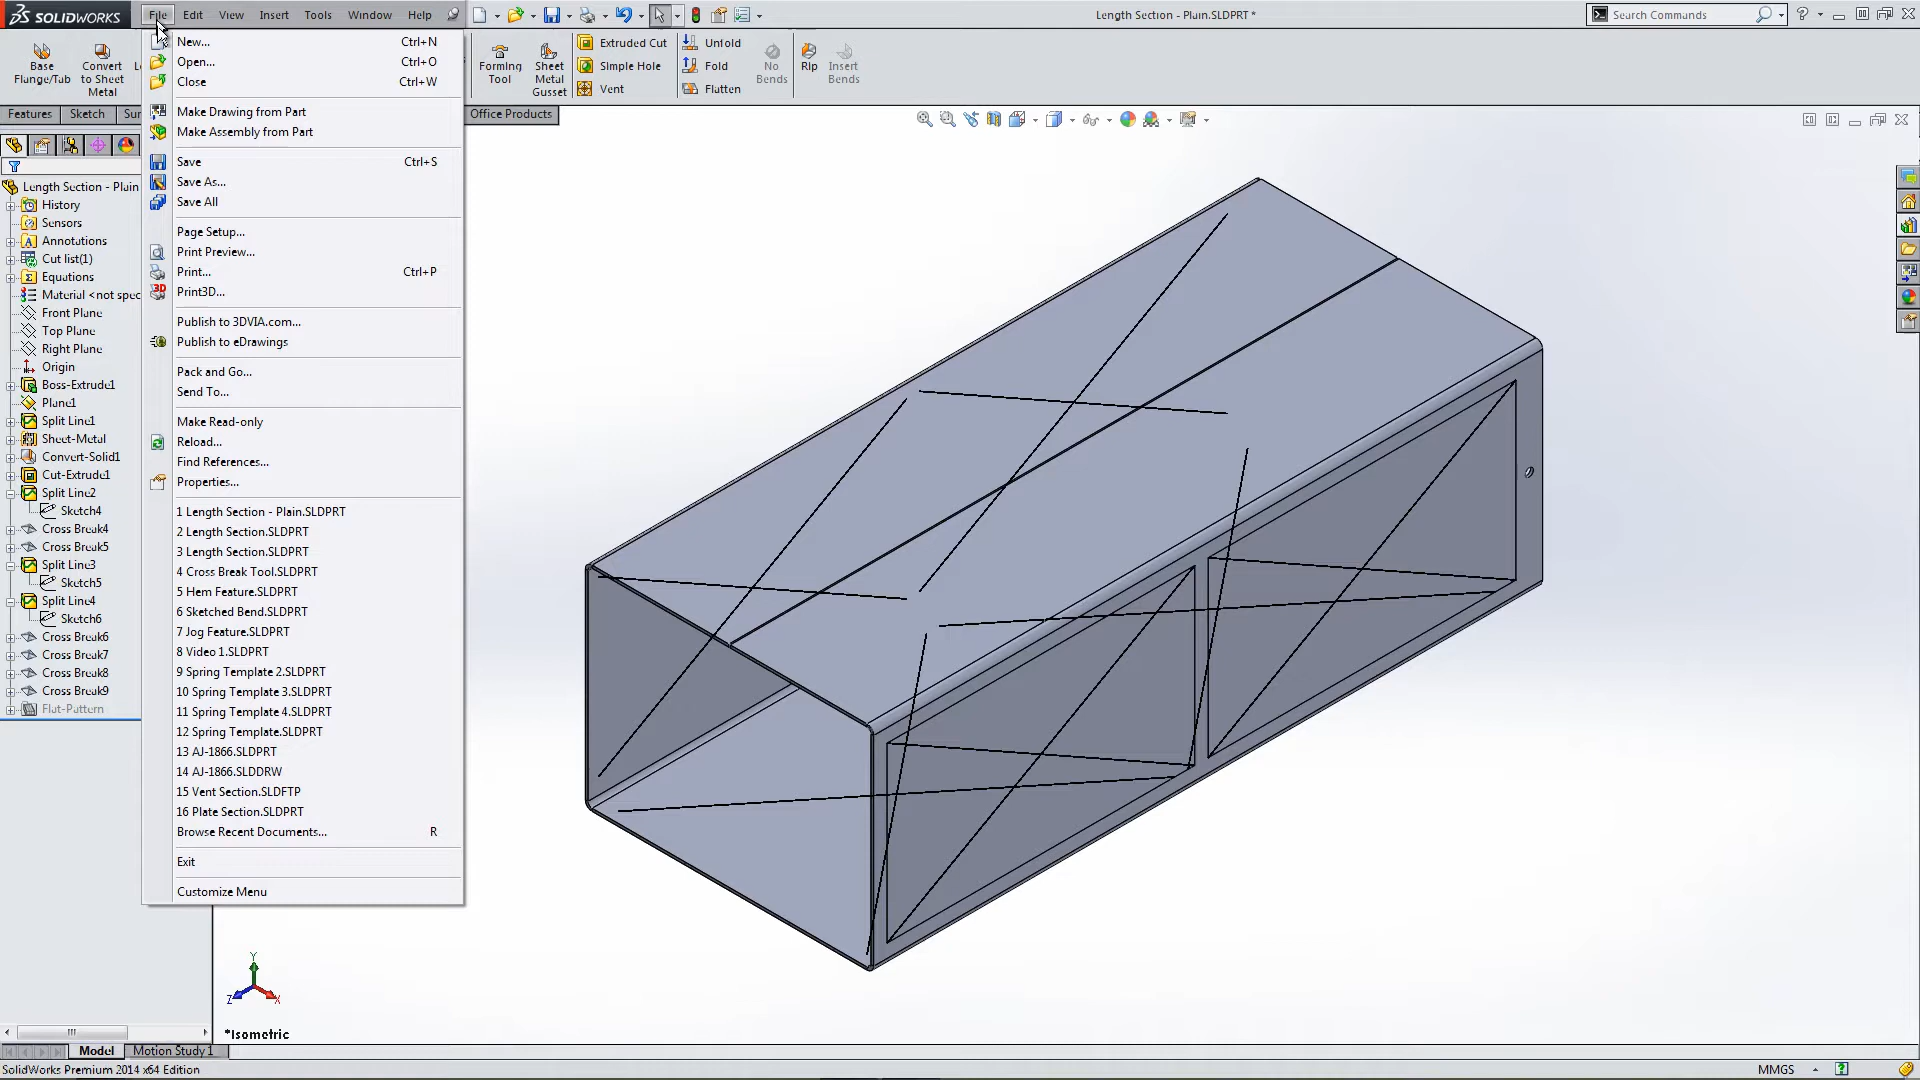 SOLIDWORKS
File Edit View Insert Tools Window Help
Length Section - Plain.SLDPRT *
Search Commands
Base Flange/Tab
Convert to Sheet Metal
Forming Tool
Sheet Metal Gusset
Extruded Cut
Simple Hole
Vent
Unfold
Fold
Flatten
No Bends
Rip
Insert Bends
Features
Sketch
Sur
Office Products
New... Ctrl+N
Open... Ctrl+O
Close Ctrl+W
Make Drawing from Part
Make Assembly from Part
Save Ctrl+S
Save As...
Save All
Page Setup...
Print Preview...
Print... Ctrl+P
Print3D...
Publish to 3DVIA.com...
Publish to eDrawings
Pack and Go...
Send To...
Make Read-only
Reload...
Find References...
Properties...
1 Length Section - Plain.SLDPRT
2 Length Section.SLDPRT
3 Length Section.SLDPRT
4 Cross Break Tool.SLDPRT
5 Hem Feature.SLDPRT
6 Sketched Bend.SLDPRT
7 Jog Feature.SLDPRT
8 Video 1.SLDPRT
9 Spring Template 2.SLDPRT
10 Spring Template 3.SLDPRT
11 Spring Template 4.SLDPRT
12 Spring Template.SLDPRT
13 AJ-1866.SLDPRT
14 AJ-1866.SLDDRW
15 Vent Section.SLDFTP
16 Plate Section.SLDPRT
Browse Recent Documents... R
Exit
Customize Menu
Length Section - Plain
History
Sensors
Annotations
Cut list(1)
Equations
Material <not spec
Front Plane
Top Plane
Right Plane
Origin
Boss-Extrude1
Plane1
Split Line1
Sheet-Metal
Convert-Solid1
Cut-Extrude1
Split Line2
Sketch4
Cross Break4
Cross Break5
Split Line3
Sketch5
Split Line4
Sketch6
Cross Break6
Cross Break7
Cross Break8
Cross Break9
Flat-Pattern
Y
Z
X
*Isometric
Model
Motion Study 1
SolidWorks Premium 2014 x64 Edition
MMGS